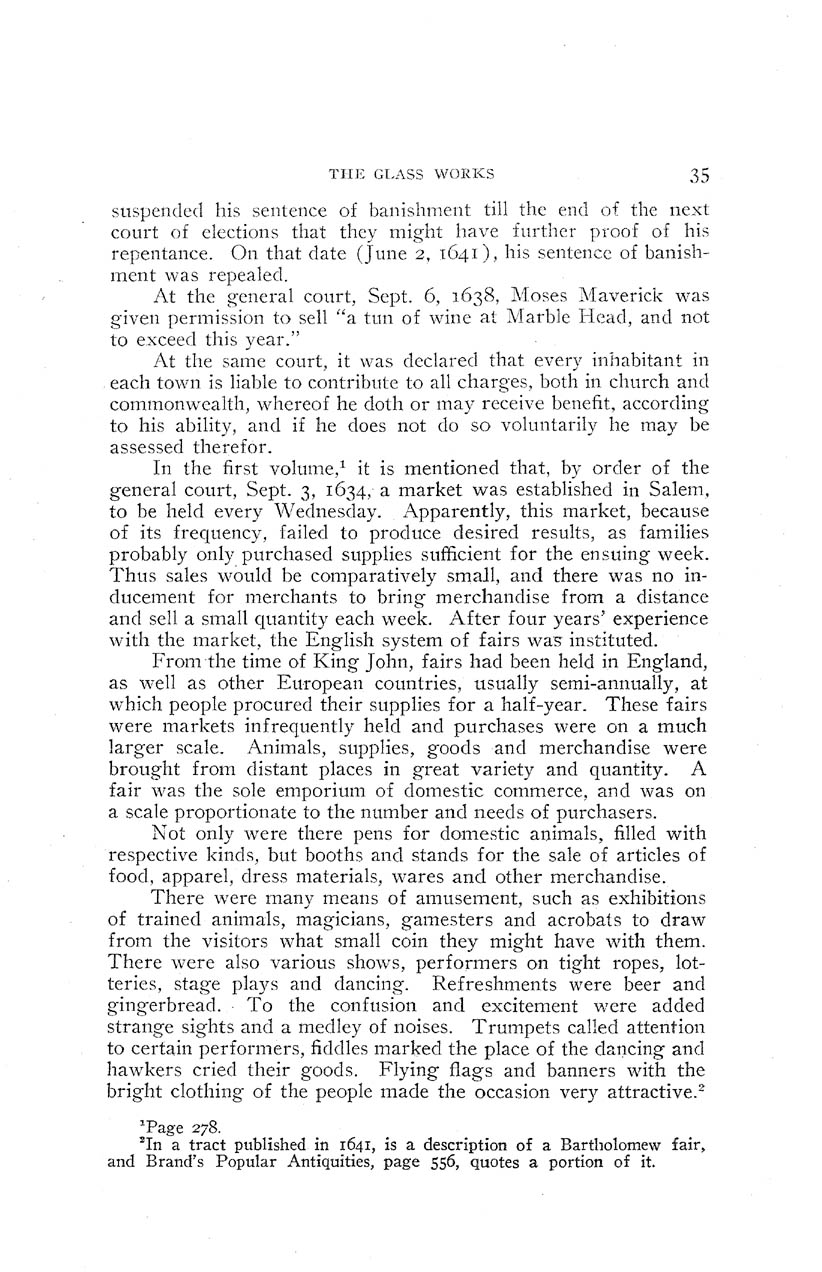 THE GLASS WORKS 35
suspended his sentence of banishment till the end of the next
court of elections that they might have further proof of his
repentance. On that date (June 2, 1641), his sentence of banish-
ment was repealed.
At the general court, Sept. 6, 1638, Moses Maverick was
given permission to sell “a tun of wine at Marble Head, and not
to exceed this year.”
At the same court, it was declared that every inhabitant in
each town is liable to contribute to all charges, both in church and
commonwealth, whereof he doth or may receive benefit, according
to his ability, and if he does not do so voluntarily he may be
assessed therefor.
In the first volume,¹ it is mentioned that, by order of the
general court, Sept. 3, 1634, a market was established in Salem,
to be held every Wednesday. Apparently, this market, because
of its frequency, failed to produce desired results, as families
probably only purchased supplies sufficient for the ensuing week.
Thus sales would be comparatively small, and there was no in-
ducement for merchants to bring merchandise from a distance
and sell a small quantity each week. After four years’ experience
with the market, the English system of fairs was instituted.
From the time of King John, fairs had been held in England,
as well as other European countries, usually semi-annually, at
which people procured their supplies for a half-year. These fairs
were markets infrequently held and purchases were on a much
larger scale. Animals, supplies, goods and merchandise were
brought from distant places in great variety and quantity. A
fair was the sole emporium of domestic commerce, and was on
a scale proportionate to the number and needs of purchasers.
Not only were there pens for domestic animals, filled with
respective kinds, but booths and stands for the sale of articles of
food, apparel, dress materials, wares and other merchandise.
There were many means of amusement, such as exhibitions
of trained animals, magicians, gamesters and acrobats to draw
from the visitors what small coin they might have with them.
There were also various shows, performers on tight ropes, lot-
teries, stage plays and dancing. Refreshments were beer and
gingerbread. To the confusion and excitement were added
strange sights and a medley of noises. Trumpets called attention
to certain performers, fiddles marked the place of the dancing and
hawkers cried their goods. Flying flags and banners with the
bright clothing of the people made the occasion very attractive.²
¹Page 278.
²In a tract published in 1641, is a description of a Bartholomew fair,
and Brand’s Popular Antiquities, page 556, quotes a portion of it.